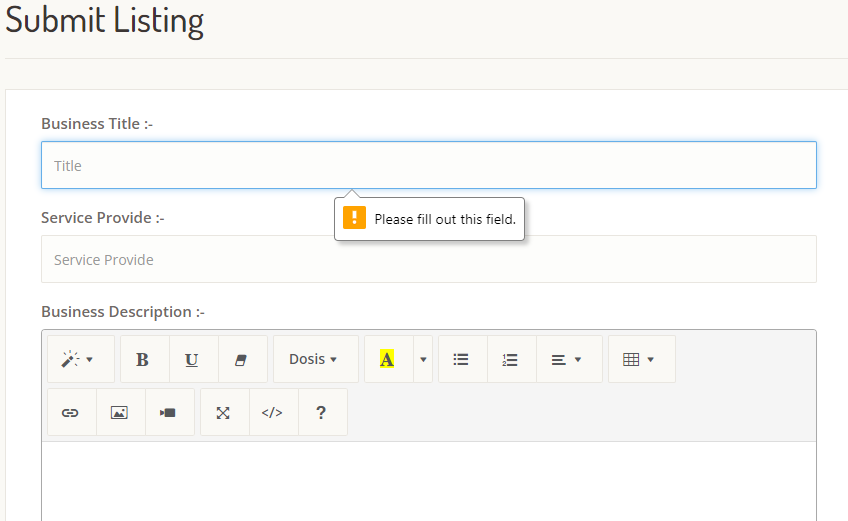 Submit Listing
Business Title :-
Title
! Please fill out this field.
Service Provide :-
Service Provide
Business Description :-
B U Dosis A
</> ?